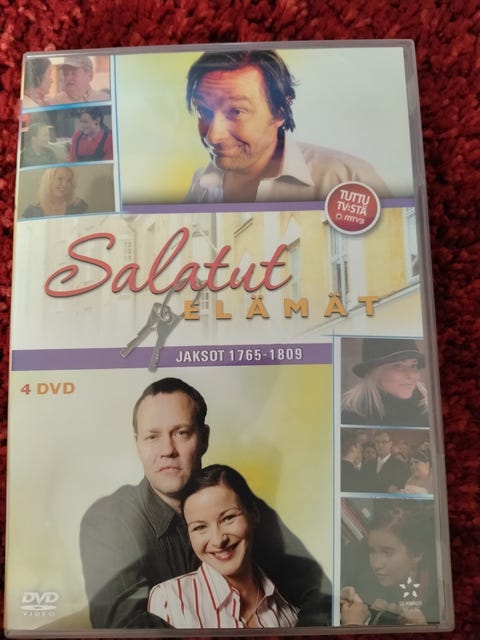 TUTTU
TV:STÄ
MTV3
Salatut
ELÄMÄT
JAKSOT 1765-1809
4 DVD
DVD
VIDEO